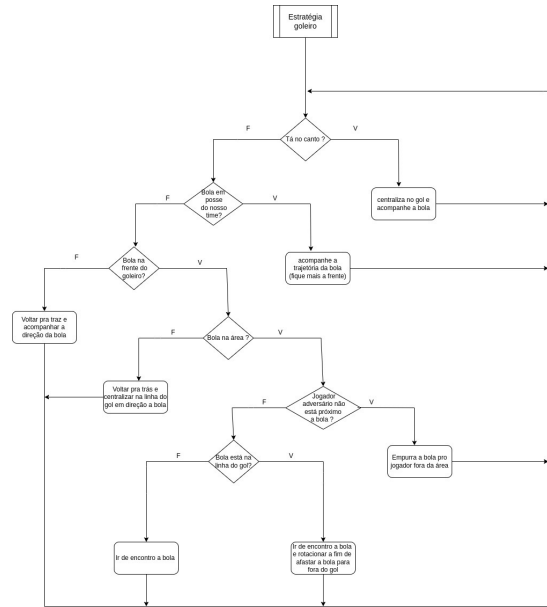 Estratégia
goleiro
Tá no canto ?
F
V
Bola em
posse
do nosso
time?
centraliza no gol e
acompanhe a bola
F
V
Bola na
frente do
goleiro?
acompanhe a
trajetória da bola
(fique mais a frente)
F
V
Voltar pra traz e
acompanhar a
direção da bola
Bola na área ?
F
V
Voltar pra trás e
centralizar na linha do
gol em direção a bola
Jogador
adversário não
está próximo
a bola ?
F
V
Bola está na
linha do gol?
Empurra a bola pro
jogador fora da área
F
V
Ir de encontro a bola
Ir de encontro a bola
e rotacionar a fim de
afastar a bola para
fora do gol